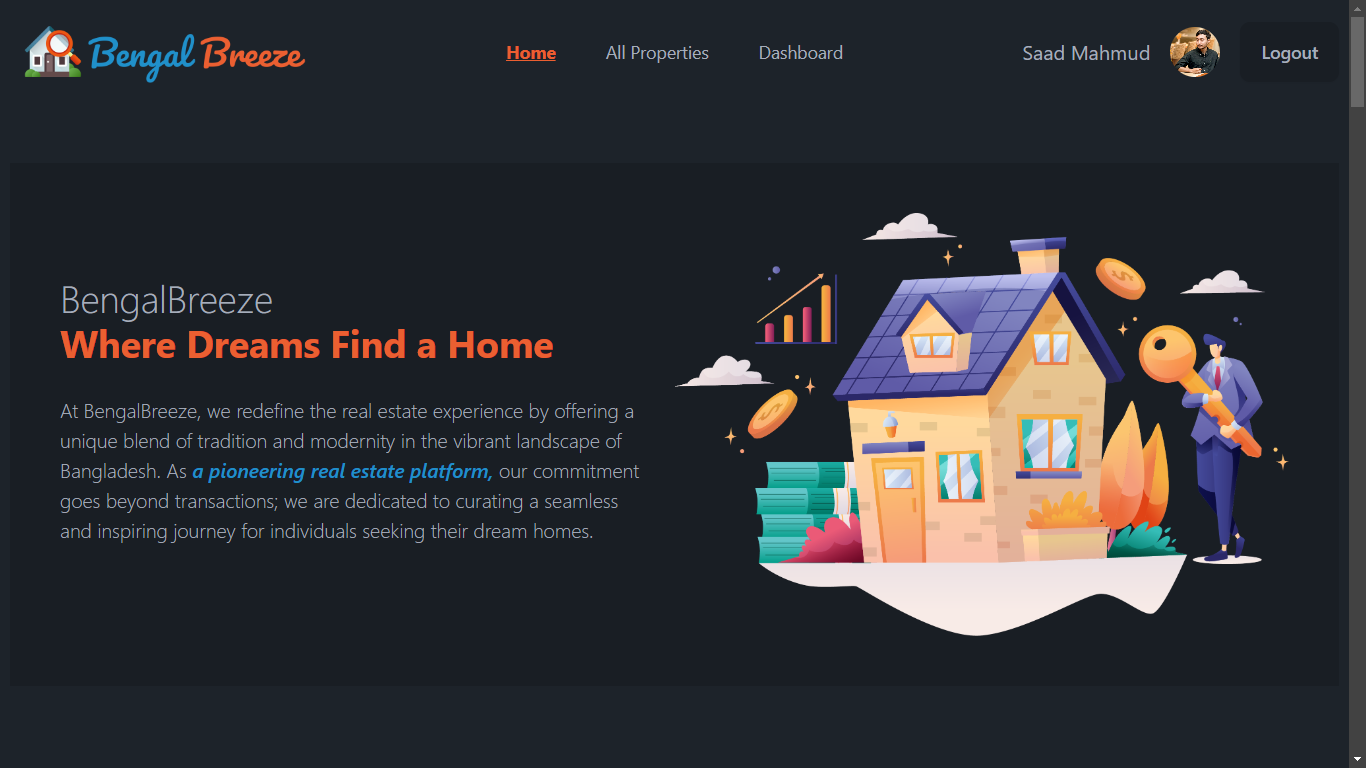 Bengal Breeze
Home
All Properties
Dashboard
Saad Mahmud
Logout
BengalBreeze
Where Dreams Find a Home
At BengalBreeze, we redefine the real estate experience by offering a
unique blend of tradition and modernity in the vibrant landscape of
Bangladesh. As a pioneering real estate platform, our commitment
goes beyond transactions; we are dedicated to curating a seamless
and inspiring journey for individuals seeking their dream homes.
$
$